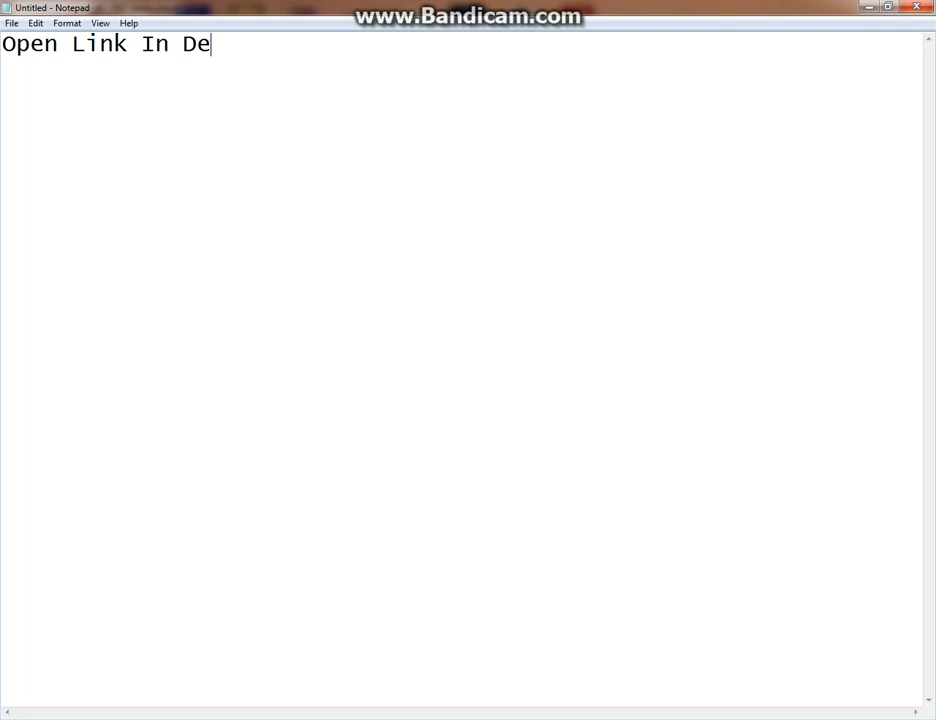 Untitled - Notepad
www.Bandicam.com
File Edit Format View Help
Open Link In De